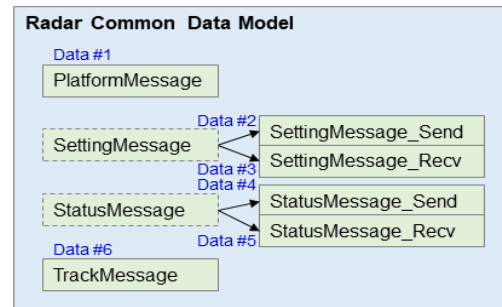 Radar Common Data Model
Data #1
PlatformMessage
Data #2
SettingMessage_Send
SettingMessage
SettingMessage_Recv
Data #3
Data #4
StatusMessage_Send
StatusMessage
StatusMessage_Recv
Data #5
Data #6
TrackMessage